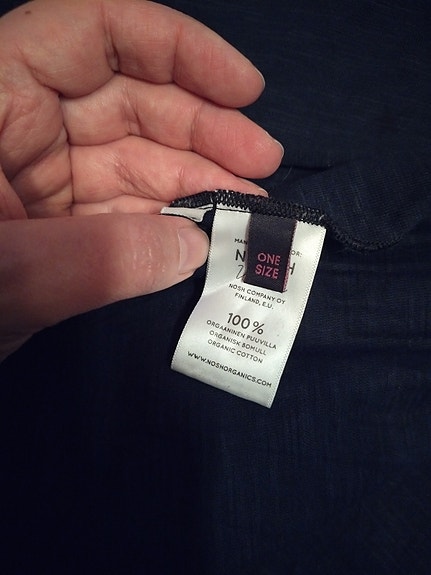 ONE
SIZE
NOSH COMPANY OY
FINLAND, E.U.
100%
ORGAANINEN PUUVILLA
ORGANISK BOMULL
ORGANIC COTTON
WWW.NOSHORGANICS.COM